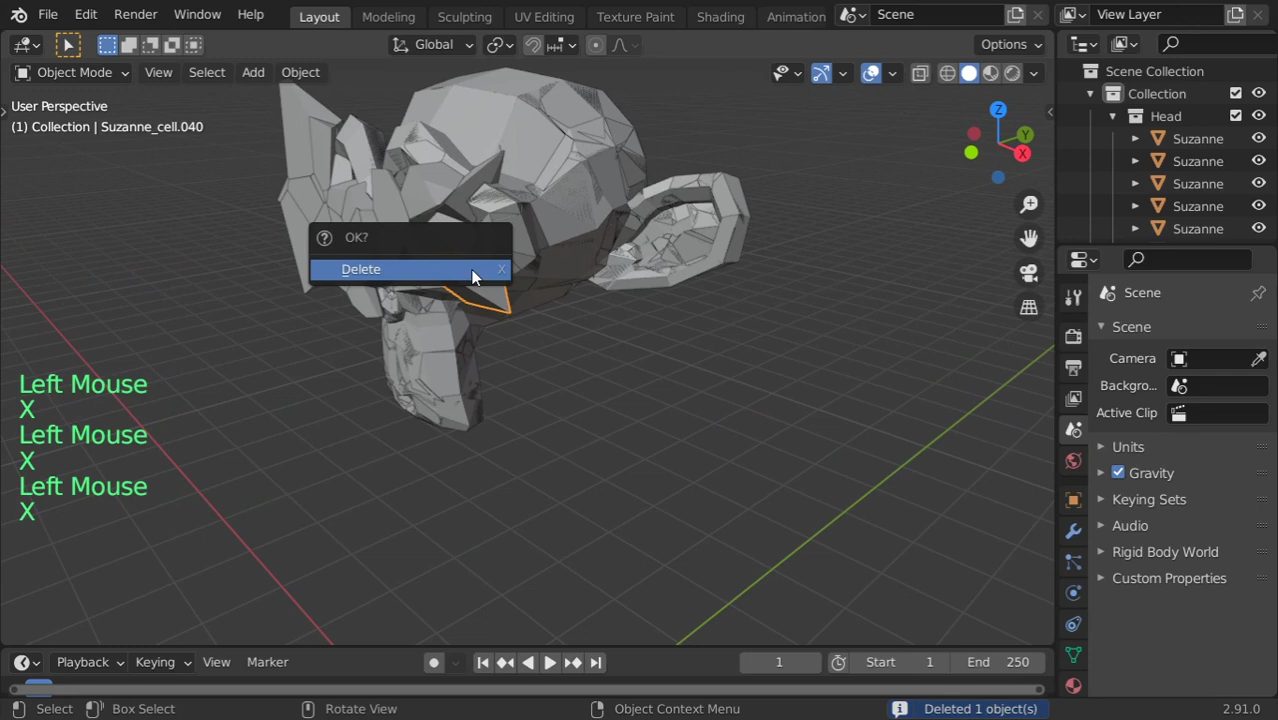 File Edit Render Window Help Layout Modeling Sculpting UV Editing Texture Paint Shading Animation Scene View Layer
Global Options
Object Mode View Select Add Object
User Perspective
(1) Collection | Suzanne_cell.040
Z
Y
X
Scene Collection
Collection
Head
Suzanne
Suzanne
Suzanne
Suzanne
Suzanne
OK?
Delete X
Scene
Scene
Camera
Backgro...
Active Clip
Units
Gravity
Keying Sets
Audio
Rigid Body World
Custom Properties
Left Mouse
X
Left Mouse
X
Left Mouse
X
Playback Keying View Marker 1 Start 1 End 250
Select Box Select Rotate View Object Context Menu Deleted 1 object(s) 2.91.0